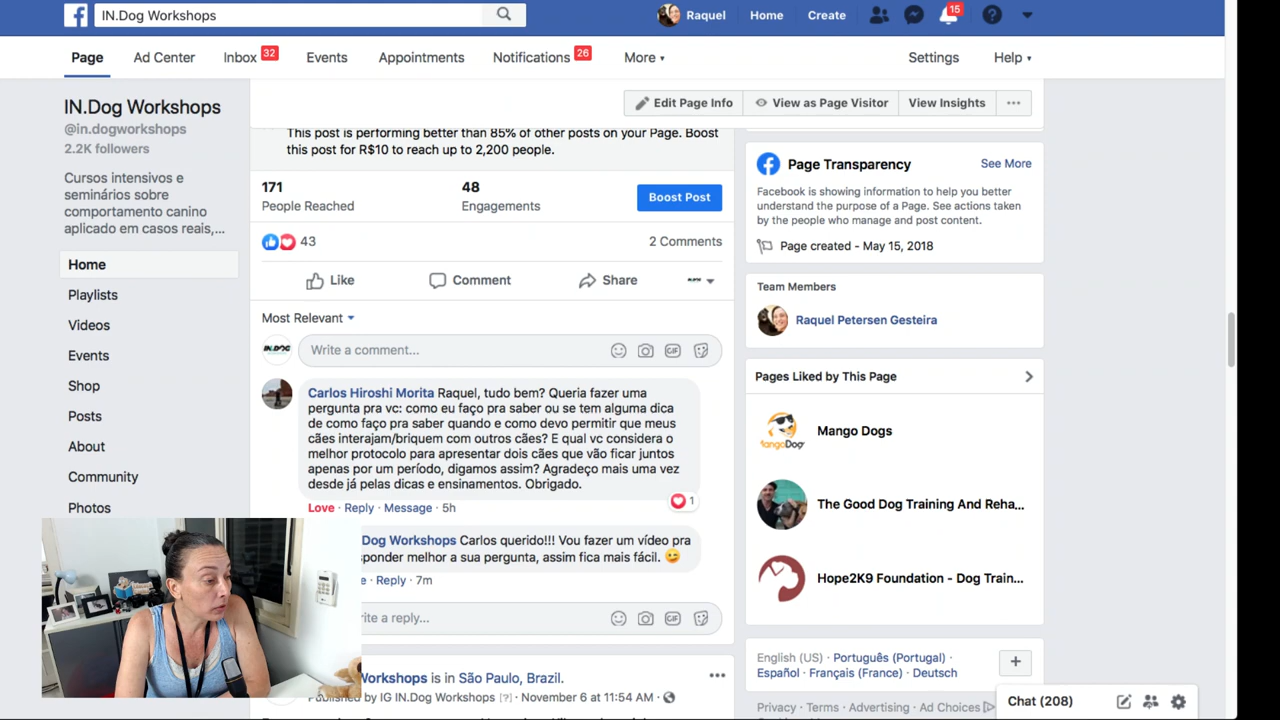 IN.Dog Workshops
Raquel
Home
Create
15
Page
Ad Center
Inbox 32
Events
Appointments
Notifications 26
More
Settings
Help
IN.Dog Workshops
@in.dogworkshops
2.2K followers
Cursos intensivos e
seminários sobre
comportamento canino
aplicado em casos reais,...
Home
Playlists
Videos
Events
Shop
Posts
About
Community
Photos
Edit Page Info
View as Page Visitor
View Insights
This post is performing better than 85% of other posts on your Page. Boost
this post for R$10 to reach up to 2,200 people.
171
People Reached
48
Engagements
Boost Post
43
2 Comments
Like
Comment
Share
Most Relevant
IN.DOG
Write a comment...
GIF
Carlos Hiroshi Morita Raquel, tudo bem? Queria fazer uma
pergunta pra vc: como eu faço pra saber ou se tem alguma dica
de como faço pra saber quando e como devo permitir que meus
cães interajam/briquem com outros cães? E qual vc considera o
melhor protocolo para apresentar dois cães que vão ficar juntos
apenas por um período, digamos assim? Agradeço mais uma vez
desde já pelas dicas e ensinamentos. Obrigado.
1
Love · Reply · Message · 5h
Dog Workshops Carlos querido!!! Vou fazer um vídeo pra
sponder melhor a sua pergunta, assim fica mais fácil.
e · Reply · 7m
rite a reply...
GIF
Workshops is in São Paulo, Brazil.
Published by IG IN.Dog Workshops [?] · November 6 at 11:54 AM ·
Page Transparency
See More
Facebook is showing information to help you better
understand the purpose of a Page. See actions taken
by the people who manage and post content.
Page created - May 15, 2018
Team Members
Raquel Petersen Gesteira
Pages Liked by This Page
MangoDog
Mango Dogs
The Good Dog Training And Reha...
Hope2K9 Foundation - Dog Train...
English (US) · Português (Portugal) ·
Español · Français (France) · Deutsch
Privacy · Terms · Advertising · Ad Choices
Chat (208)